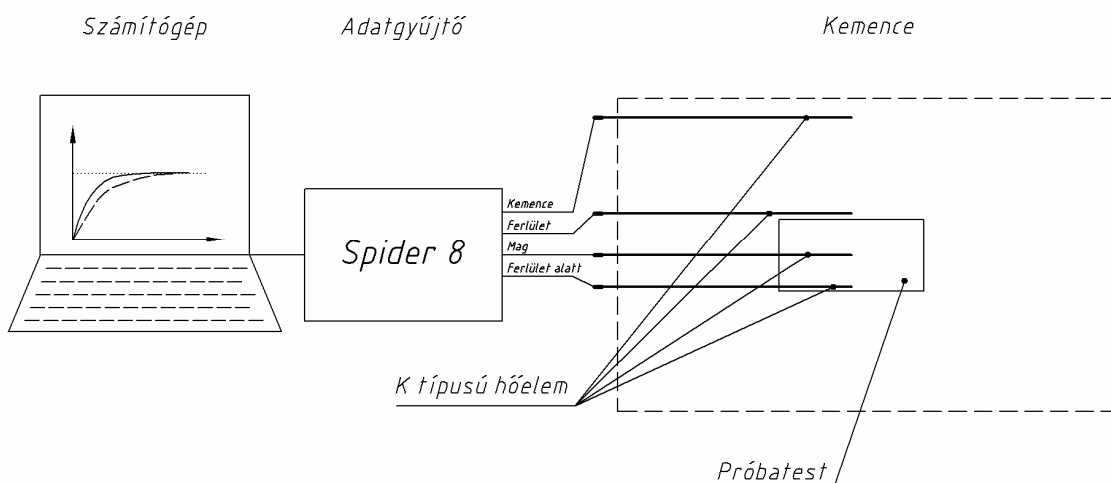 Számítógép
Adatgyűjtő
Kemence
Spider 8
Kemence
Ferlület
Mag
Ferlület alatt
K típusú hőelem
Próbatest